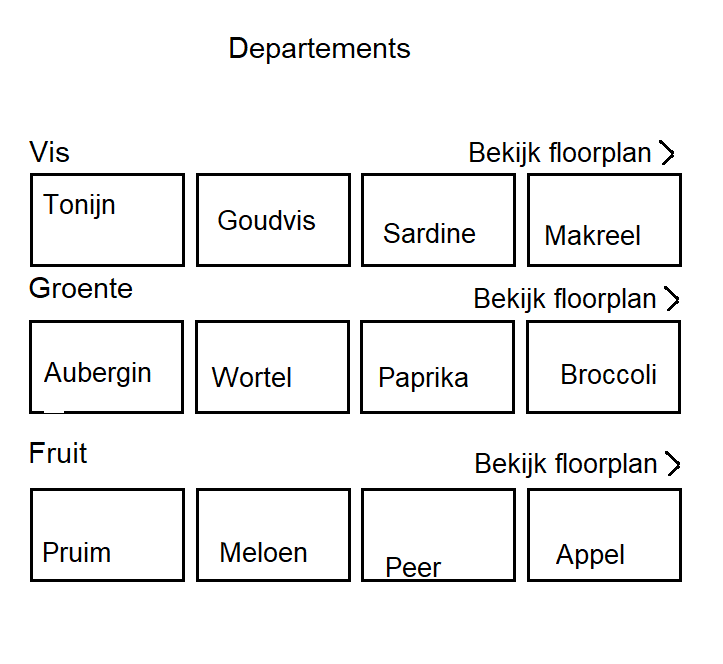 Departements
Vis
Bekijk floorplan
Tonijn
Goudvis
Sardine
Makreel
Groente
Bekijk floorplan
Aubergin
Wortel
Paprika
Broccoli
Fruit
Bekijk floorplan
Pruim
Meloen
Peer
Appel